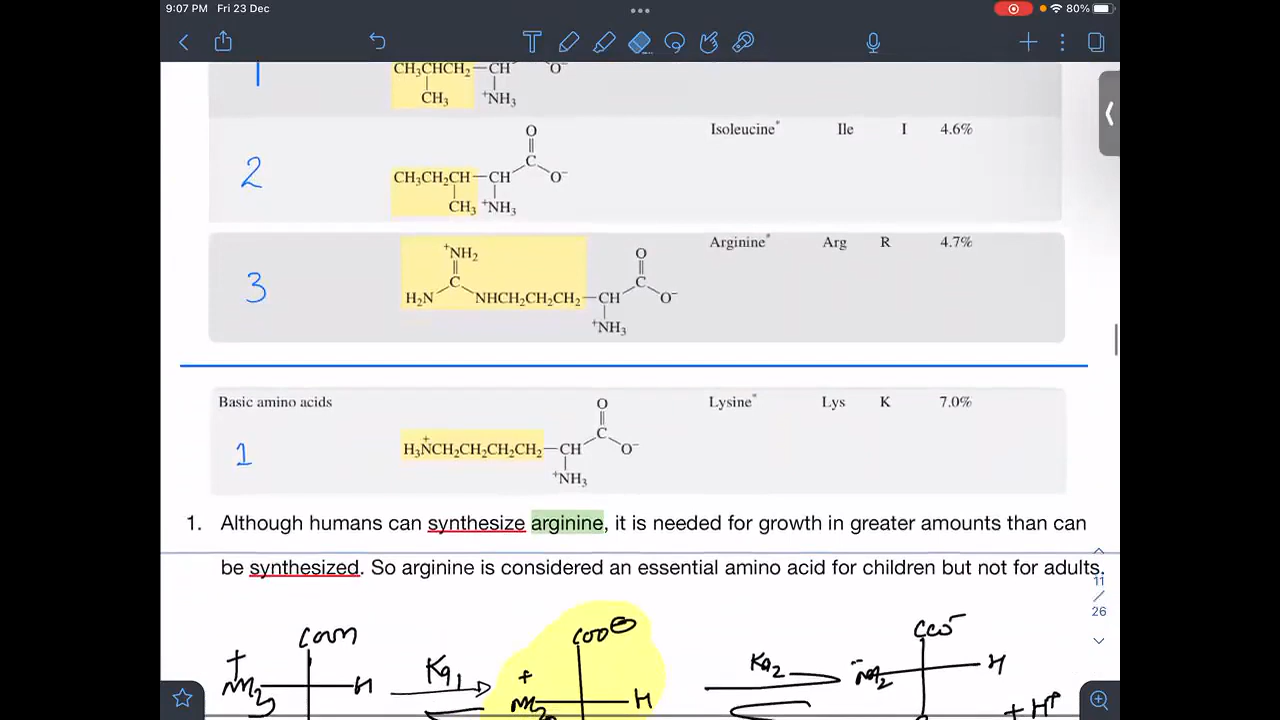 9:07 PM Fri 23 Dec
80%
T
1
CH₃CHCH₂—CH
O⁻
CH₃ ⁺NH₃
2
O
C
CH₃CH₂CH—CH
O⁻
CH₃ ⁺NH₃
Isoleucine* Ile I 4.6%
3
⁺NH₂
O
C
C
H₂N
NHCH₂CH₂CH₂—CH
O⁻
⁺NH₃
Arginine* Arg R 4.7%
Basic amino acids
Lysine* Lys K 7.0%
1
O
C
H₃N⁺CH₂CH₂CH₂CH₂—CH
O⁻
⁺NH₃
1. Although humans can synthesize arginine, it is needed for growth in greater amounts than can
be synthesized. So arginine is considered an essential amino acid for children but not for adults.
11
/
26
COO⊖
Ka₁
Ka₂
+
H
+
H
H
+ H⁺